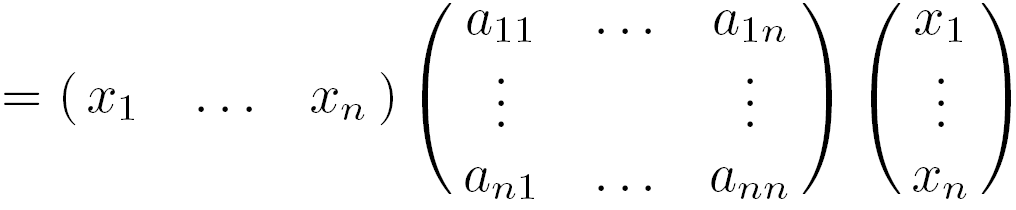 = ( x₁ … xₙ ) ( a₁₁ … a₁ₙ ⋮ ⋮ aₙ₁ … aₙₙ ) ( x₁ ⋮ xₙ )